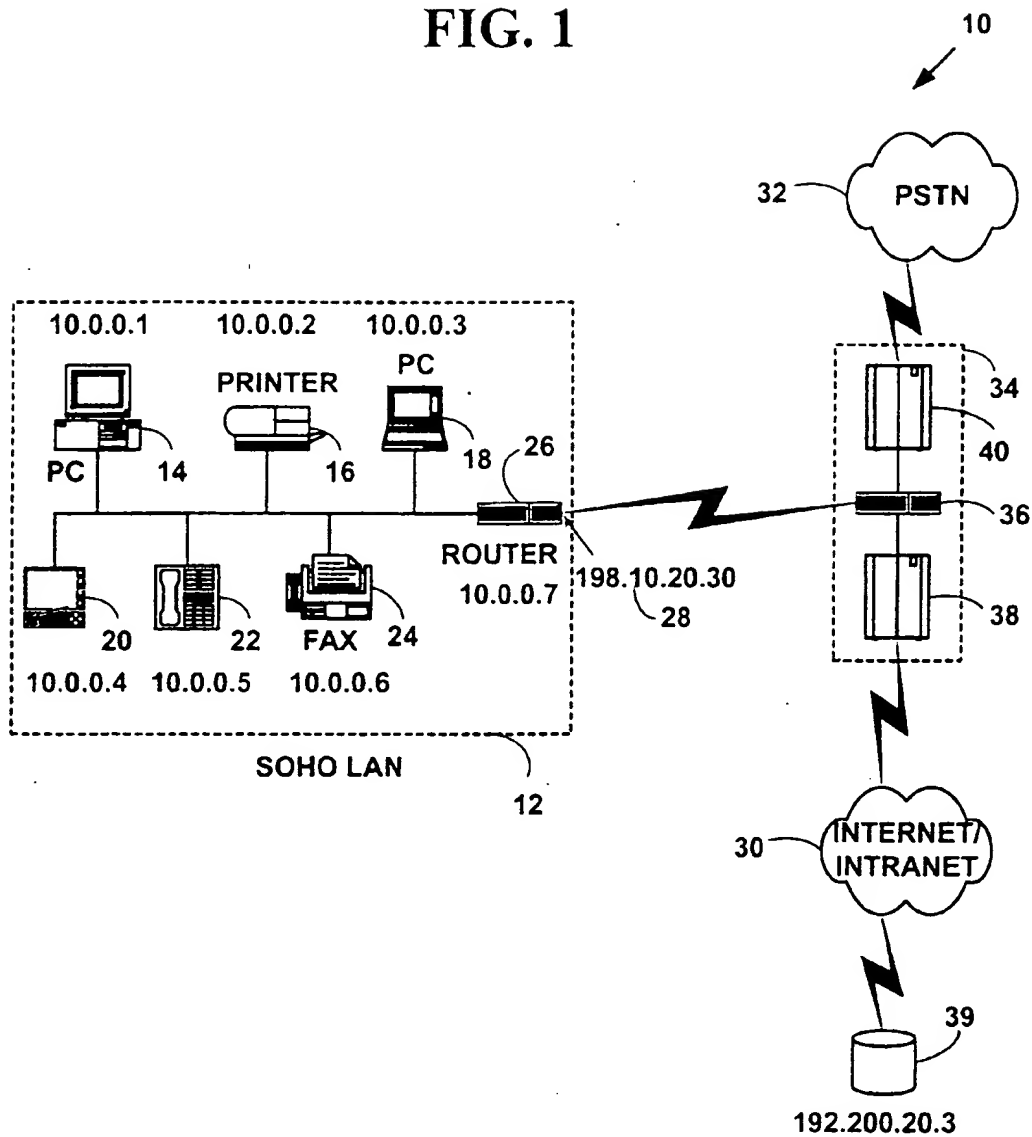 FIG. 1
10
32
PSTN
10.0.0.1 10.0.0.2 10.0.0.3
PC
PRINTER
34
40
PC 14 16 18 26
36
ROUTER
10.0.0.7
198.10.20.30
28
38
20 22 FAX 24
10.0.0.4 10.0.0.5 10.0.0.6
SOHO LAN
12
30
INTERNET/
INTRANET
39
192.200.20.3